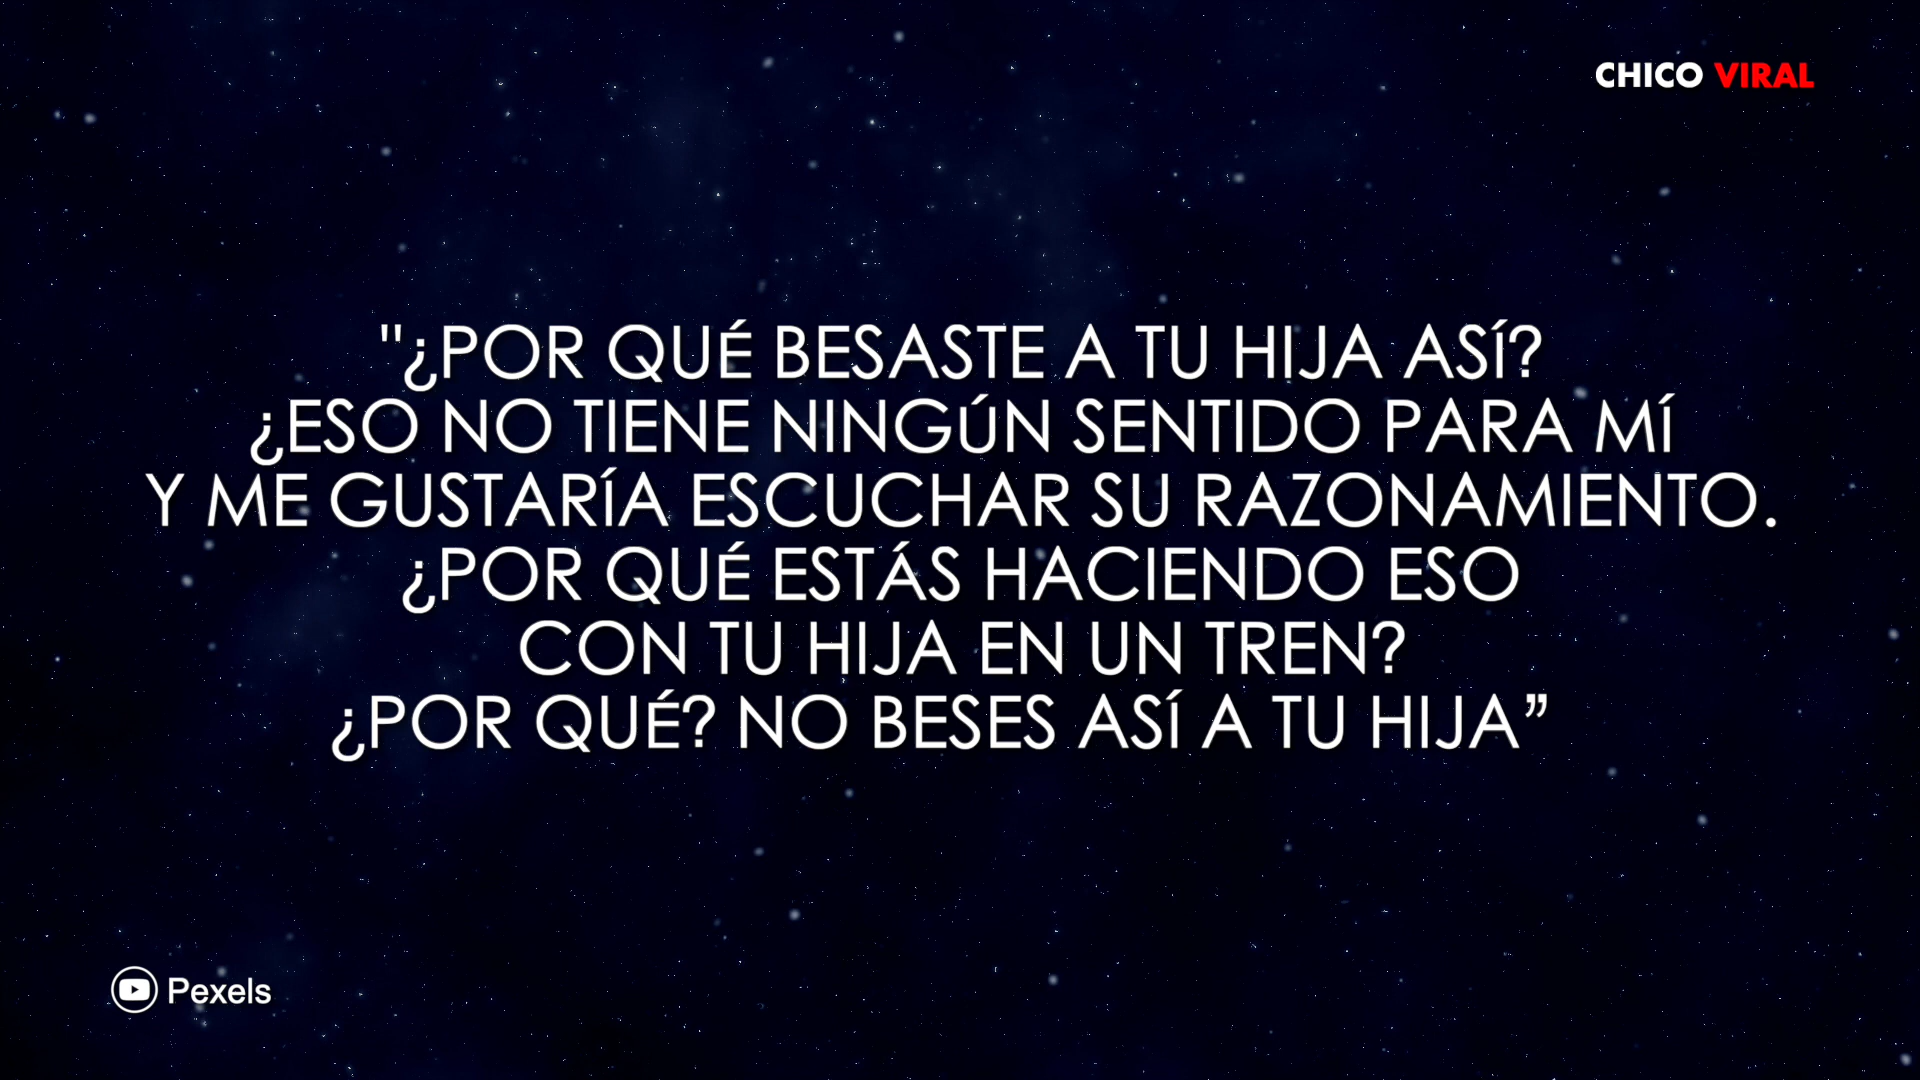 CHICO VIRAL
"¿POR QUÉ BESASTE A TU HIJA ASÍ?
¿ESO NO TIENE NINGÚN SENTIDO PARA MÍ
Y ME GUSTARÍA ESCUCHAR SU RAZONAMIENTO.
¿POR QUÉ ESTÁS HACIENDO ESO
CON TU HIJA EN UN TREN?
¿POR QUÉ? NO BESES ASÍ A TU HIJA”
Pexels